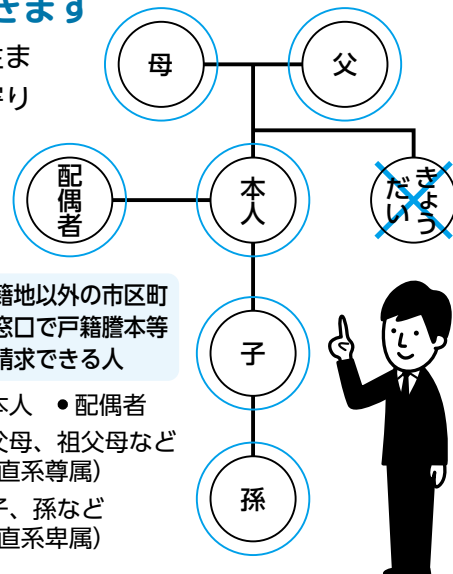 きます
ま
寄り
母
父
配偶者
本人
きょうだい
籍地以外の市区町
窓口で戸籍謄本等
請求できる人
本人 ●配偶者
父母、祖父母など
直系尊属）
子、孫など
直系卑属）
子
孫